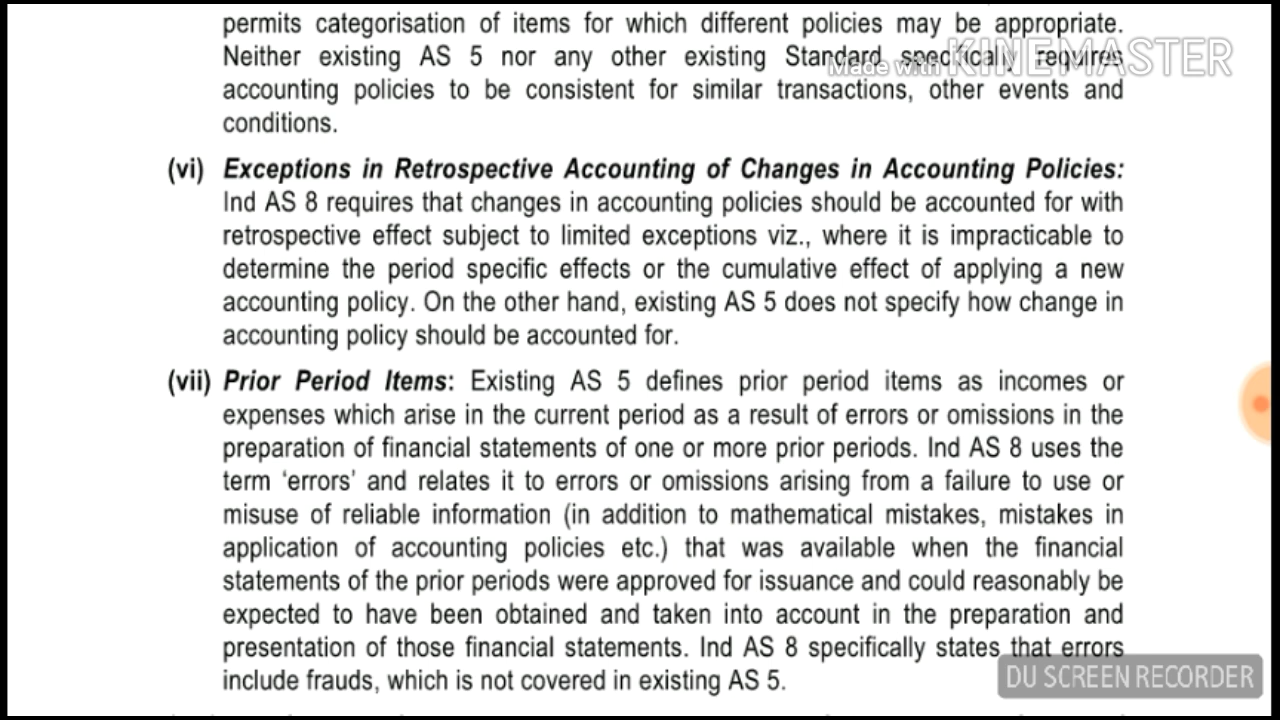 permits categorisation of items for which different policies may be appropriate.
Neither existing AS 5 nor any other existing Standard specifically requires
Made with KINEMASTER
accounting policies to be consistent for similar transactions, other events and
conditions.
(vi) Exceptions in Retrospective Accounting of Changes in Accounting Policies:
Ind AS 8 requires that changes in accounting policies should be accounted for with
retrospective effect subject to limited exceptions viz., where it is impracticable to
determine the period specific effects or the cumulative effect of applying a new
accounting policy. On the other hand, existing AS 5 does not specify how change in
accounting policy should be accounted for.
(vii) Prior Period Items: Existing AS 5 defines prior period items as incomes or
expenses which arise in the current period as a result of errors or omissions in the
preparation of financial statements of one or more prior periods. Ind AS 8 uses the
term ‘errors’ and relates it to errors or omissions arising from a failure to use or
misuse of reliable information (in addition to mathematical mistakes, mistakes in
application of accounting policies etc.) that was available when the financial
statements of the prior periods were approved for issuance and could reasonably be
expected to have been obtained and taken into account in the preparation and
presentation of those financial statements. Ind AS 8 specifically states that errors
include frauds, which is not covered in existing AS 5.
DU SCREEN RECORDER